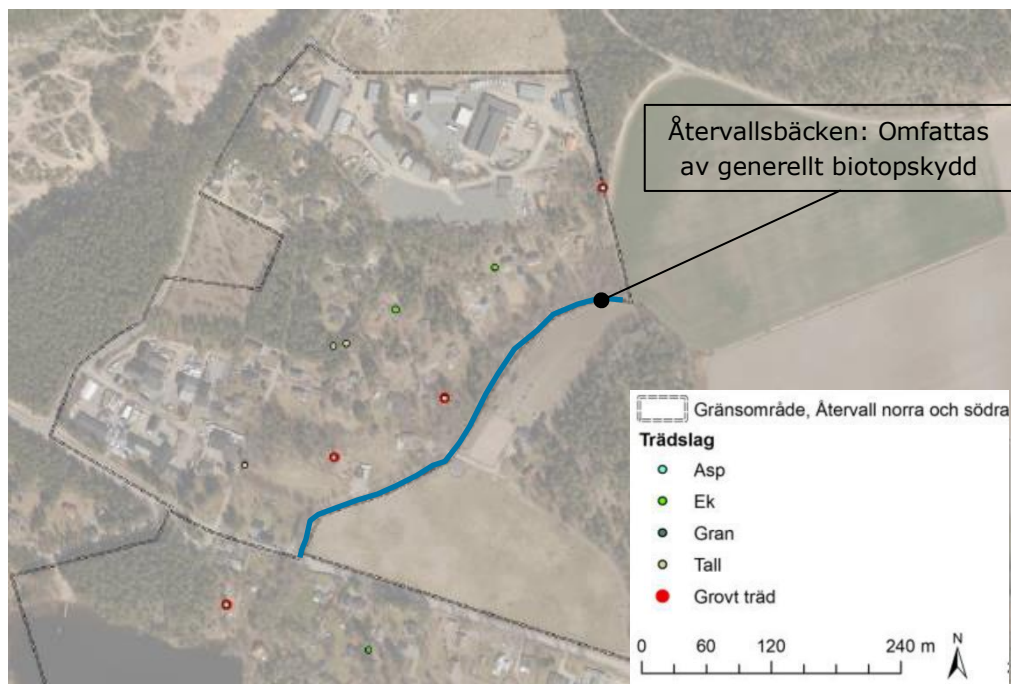 Återvallsbäcken: Omfattas
av generellt biotopskydd
Gränsområde, Återvall norra och södra
Trädslag
Asp
Ek
Gran
Tall
Grovt träd
0 60 120 240 m
N